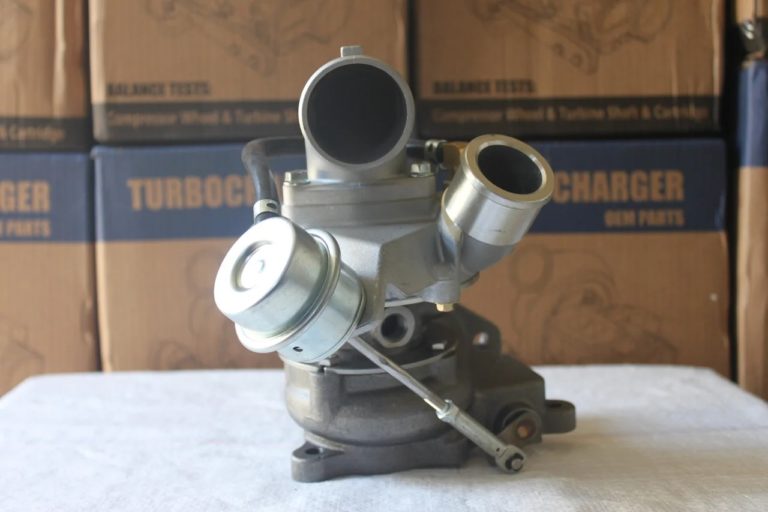 BALANCE TESTS:
Compressor Wheel & Turbine Shaft &
BALANCE TESTS:
Compressor Wheel & Turbine Shaft & Cartridge
& Cartridge
GER
PARTS
TURBOC
CHARGER
OEM PARTS